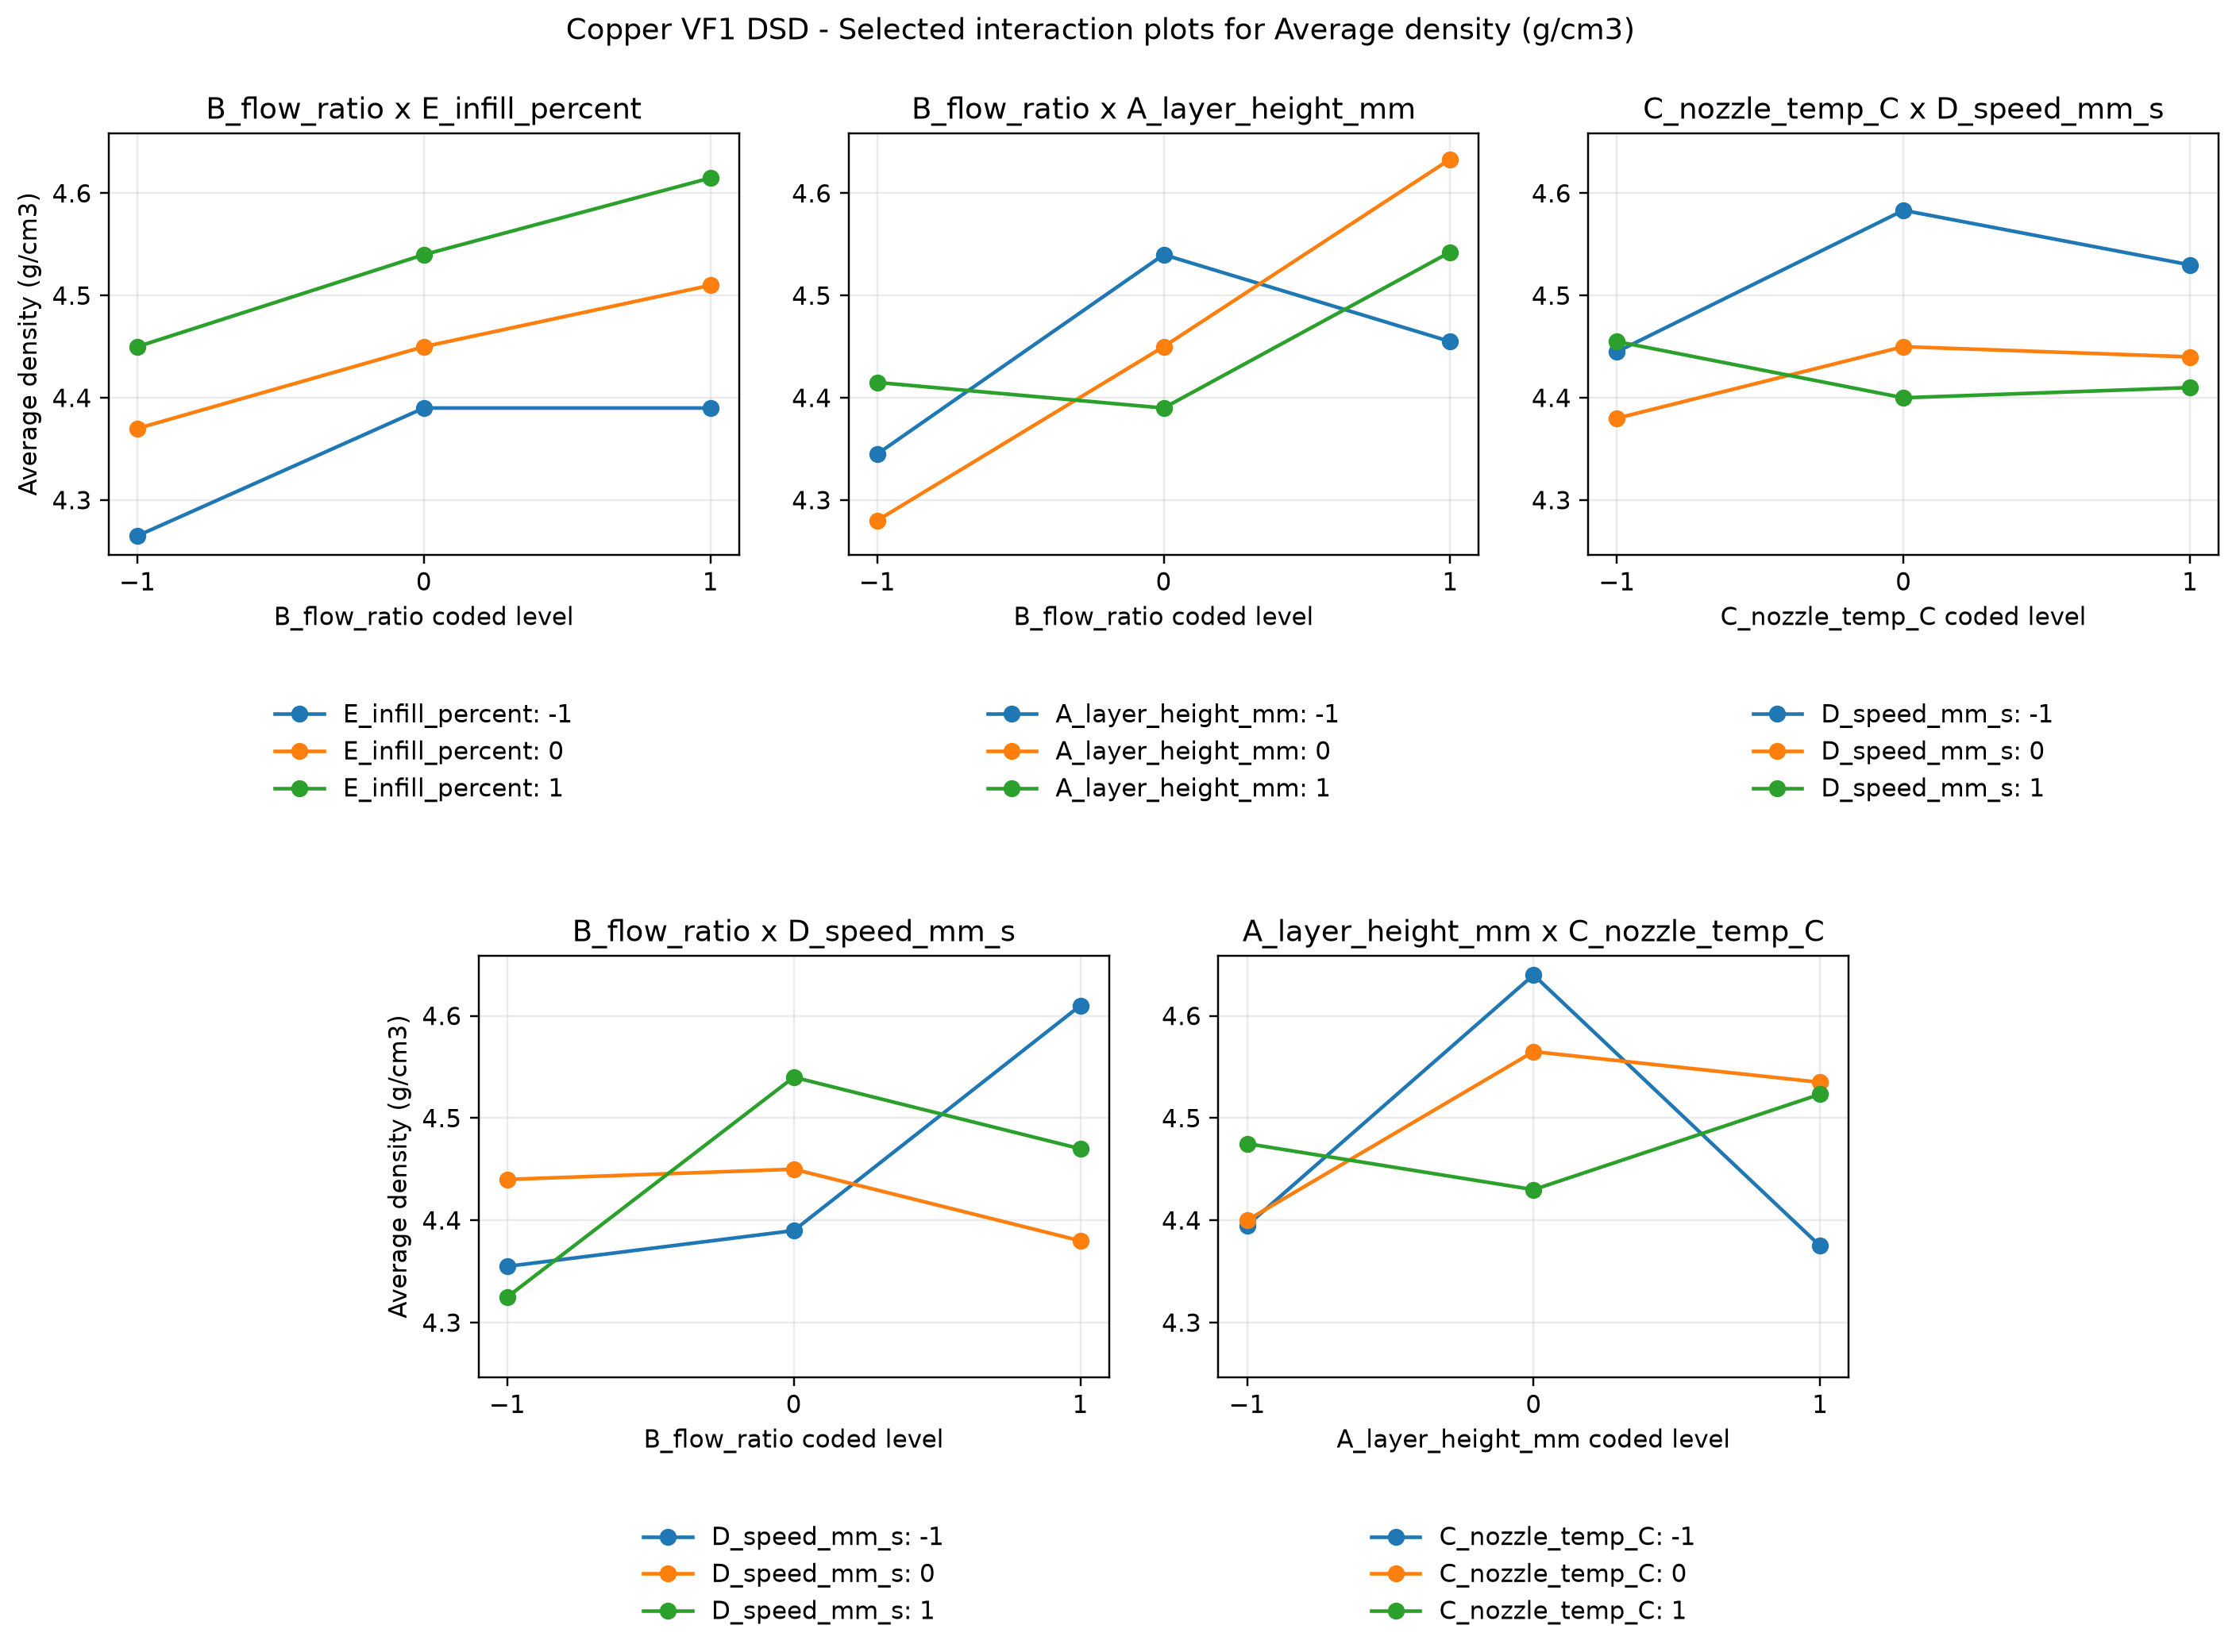 Copper VF1 DSD - Selected interaction plots for Average density (g/cm3)
B_flow_ratio x E_infill_percent
Average density (g/cm3)
4.6
4.5
4.4
4.3
−1
0
1
B_flow_ratio coded level
E_infill_percent: -1
E_infill_percent: 0
E_infill_percent: 1
B_flow_ratio x A_layer_height_mm
4.6
4.5
4.4
4.3
−1
0
1
B_flow_ratio coded level
A_layer_height_mm: -1
A_layer_height_mm: 0
A_layer_height_mm: 1
C_nozzle_temp_C x D_speed_mm_s
4.6
4.5
4.4
4.3
−1
0
1
C_nozzle_temp_C coded level
D_speed_mm_s: -1
D_speed_mm_s: 0
D_speed_mm_s: 1
B_flow_ratio x D_speed_mm_s
Average density (g/cm3)
4.6
4.5
4.4
4.3
−1
0
1
B_flow_ratio coded level
D_speed_mm_s: -1
D_speed_mm_s: 0
D_speed_mm_s: 1
A_layer_height_mm x C_nozzle_temp_C
4.6
4.5
4.4
4.3
−1
0
1
A_layer_height_mm coded level
C_nozzle_temp_C: -1
C_nozzle_temp_C: 0
C_nozzle_temp_C: 1